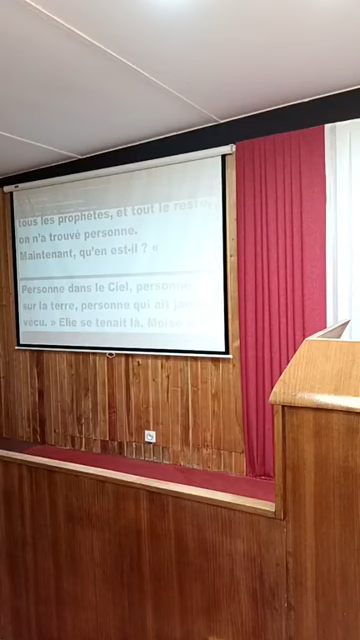 tous les prophètes, et tout le reste,
on n'a trouvé personne.
Maintenant, qu'en est-il ? «
Personne dans le Ciel, personne
sur la terre, personne qui ait jamais
vécu. » Elie se tenait là, Moïse